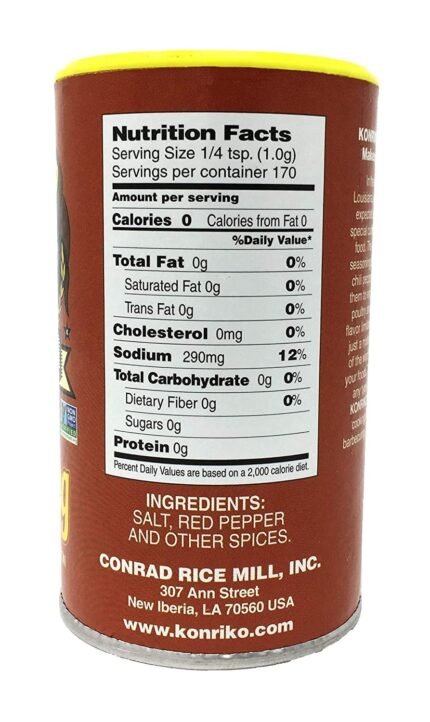 Nutrition Facts
Serving Size 1/4 tsp. (1.0g)
Servings per container 170
Amount per serving
Calories 0 Calories from Fat 0
%Daily Value*
Total Fat 0g 0%
Saturated Fat 0g 0%
Trans Fat 0g 0%
Cholesterol 0mg 0%
Sodium 290mg 12%
Total Carbohydrate 0g 0%
Dietary Fiber 0g 0%
Sugars 0g
Protein 0g
Percent Daily Values are based on a 2,000 calorie diet.
INGREDIENTS:
SALT, RED PEPPER
AND OTHER SPICES.
CONRAD RICE MILL, INC.
307 Ann Street
New Iberia, LA 70560 USA
www.konriko.com
NON
GMO